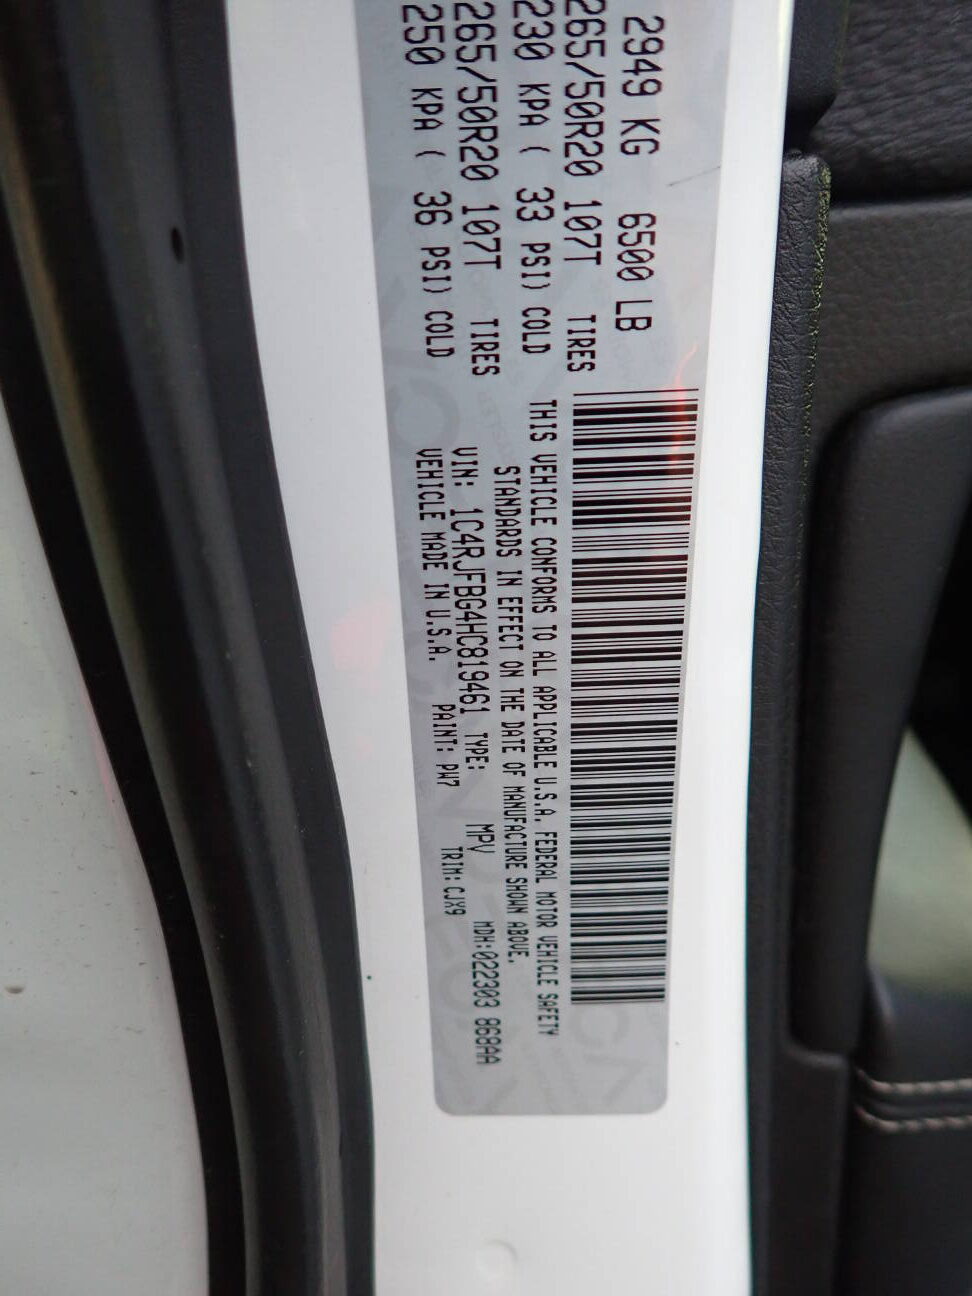 2949 KG 6500 LB
265/50R20 107T TIRES
230 KPA ( 33 PSI) COLD
265/50R20 107T TIRES
250 KPA ( 36 PSI) COLD
THIS VEHICLE CONFORMS TO ALL APPLICABLE U.S.A. FEDERAL MOTOR VEHICLE SAFETY
STANDARDS IN EFFECT ON THE DATE OF MANUFACTURE SHOWN ABOVE.
VIN: 1C4RJFBG4HC819461 TYPE: MPV MDH:022303 868AA
VEHICLE MADE IN U.S.A. PAINT: PW7 TRIM: CJX9